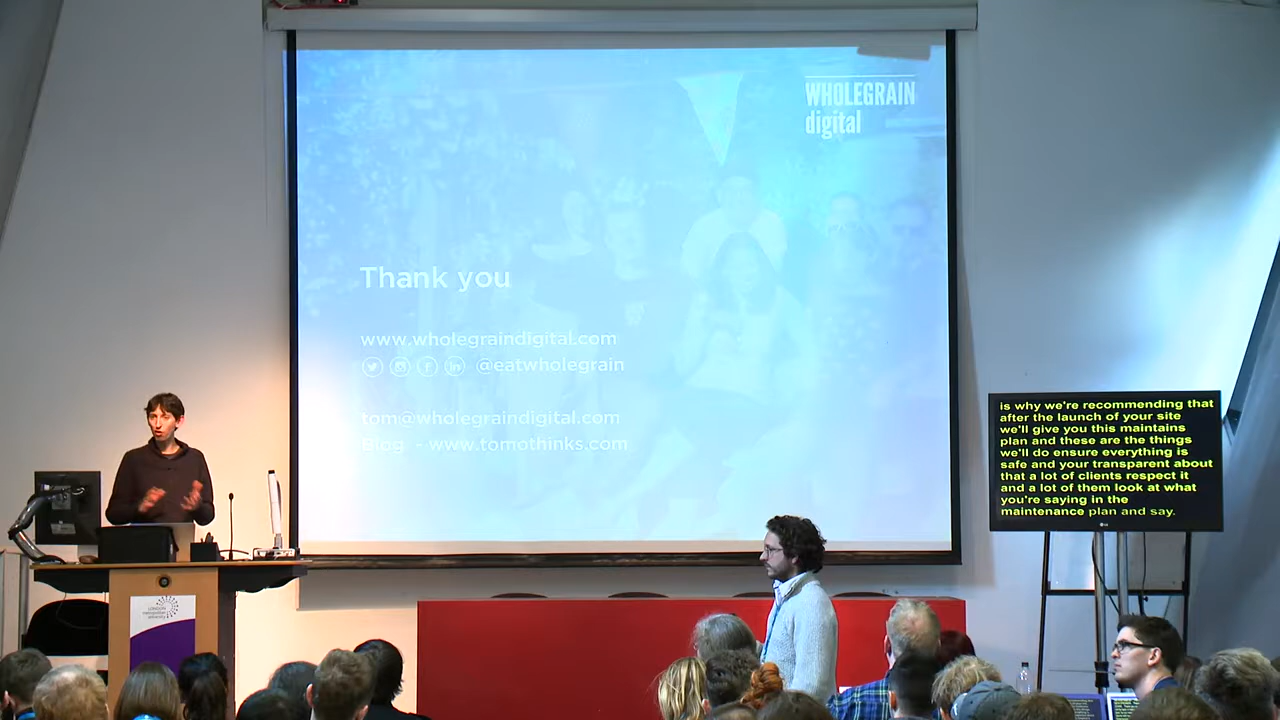 WHOLEGRAIN
digital
Thank you
www.wholegraindigital.com
@eatwholegrain
tom@wholegraindigital.com
Blog - www.tomothinks.com
is why we're recommending that
after the launch of your site
we'll give you this maintains
plan and these are the things
we'll do ensure everything is
safe and your transparent about
that a lot of clients respect it
and a lot of them look at what
you're saying in the
maintenance plan and say.
LONDON
metropolitan
university